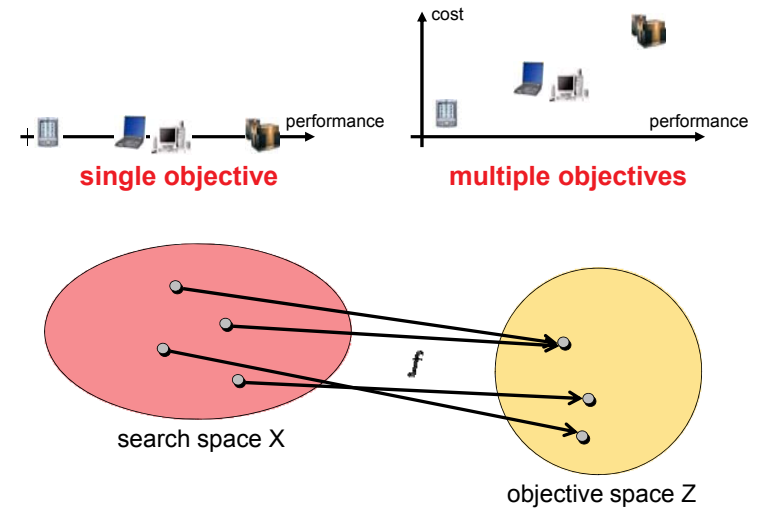 cost
performance
performance
single objective
multiple objectives
f
search space X
objective space Z